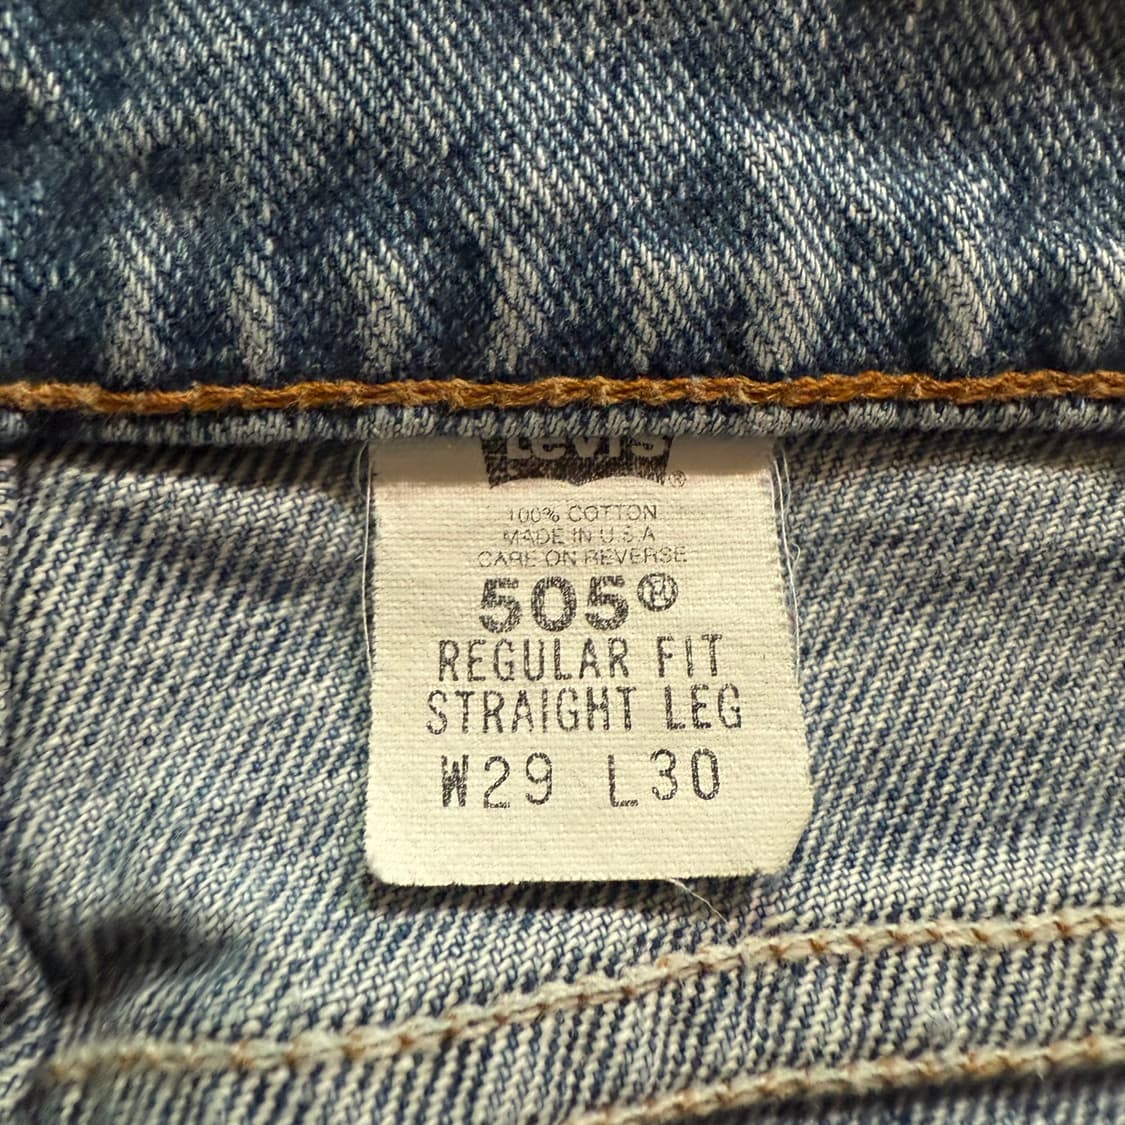 Levi's
®
100% COTTON
MADE IN U.S.A
CARE ON REVERSE
505®
REGULAR FIT
STRAIGHT LEG
W29 L30